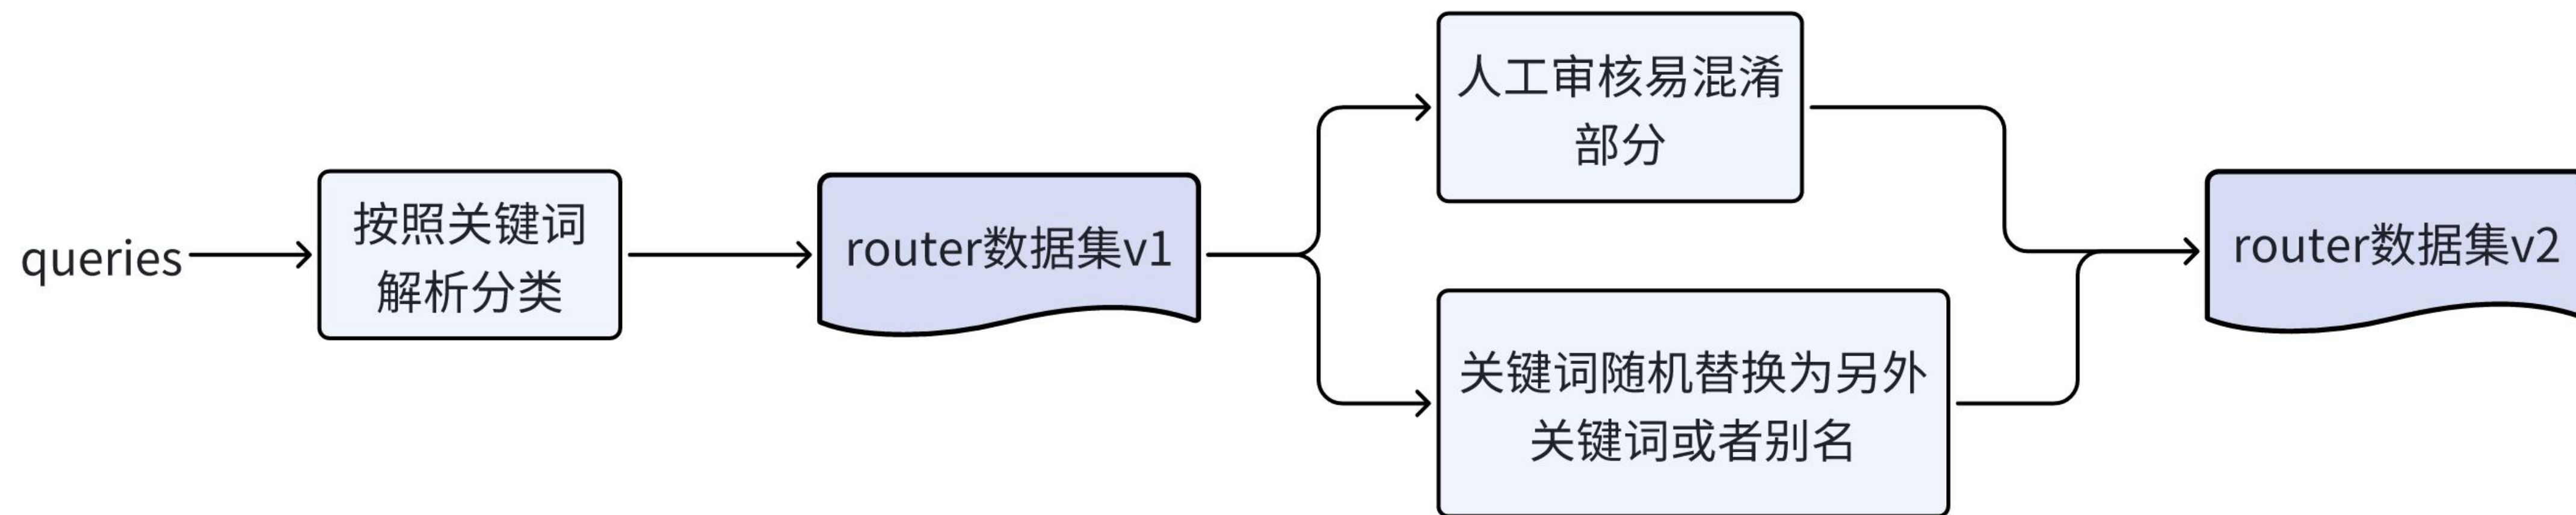 queries
按照关键词
解析分类
router数据集v1
人工审核易混淆
部分
关键词随机替换为另外
关键词或者别名
router数据集v2